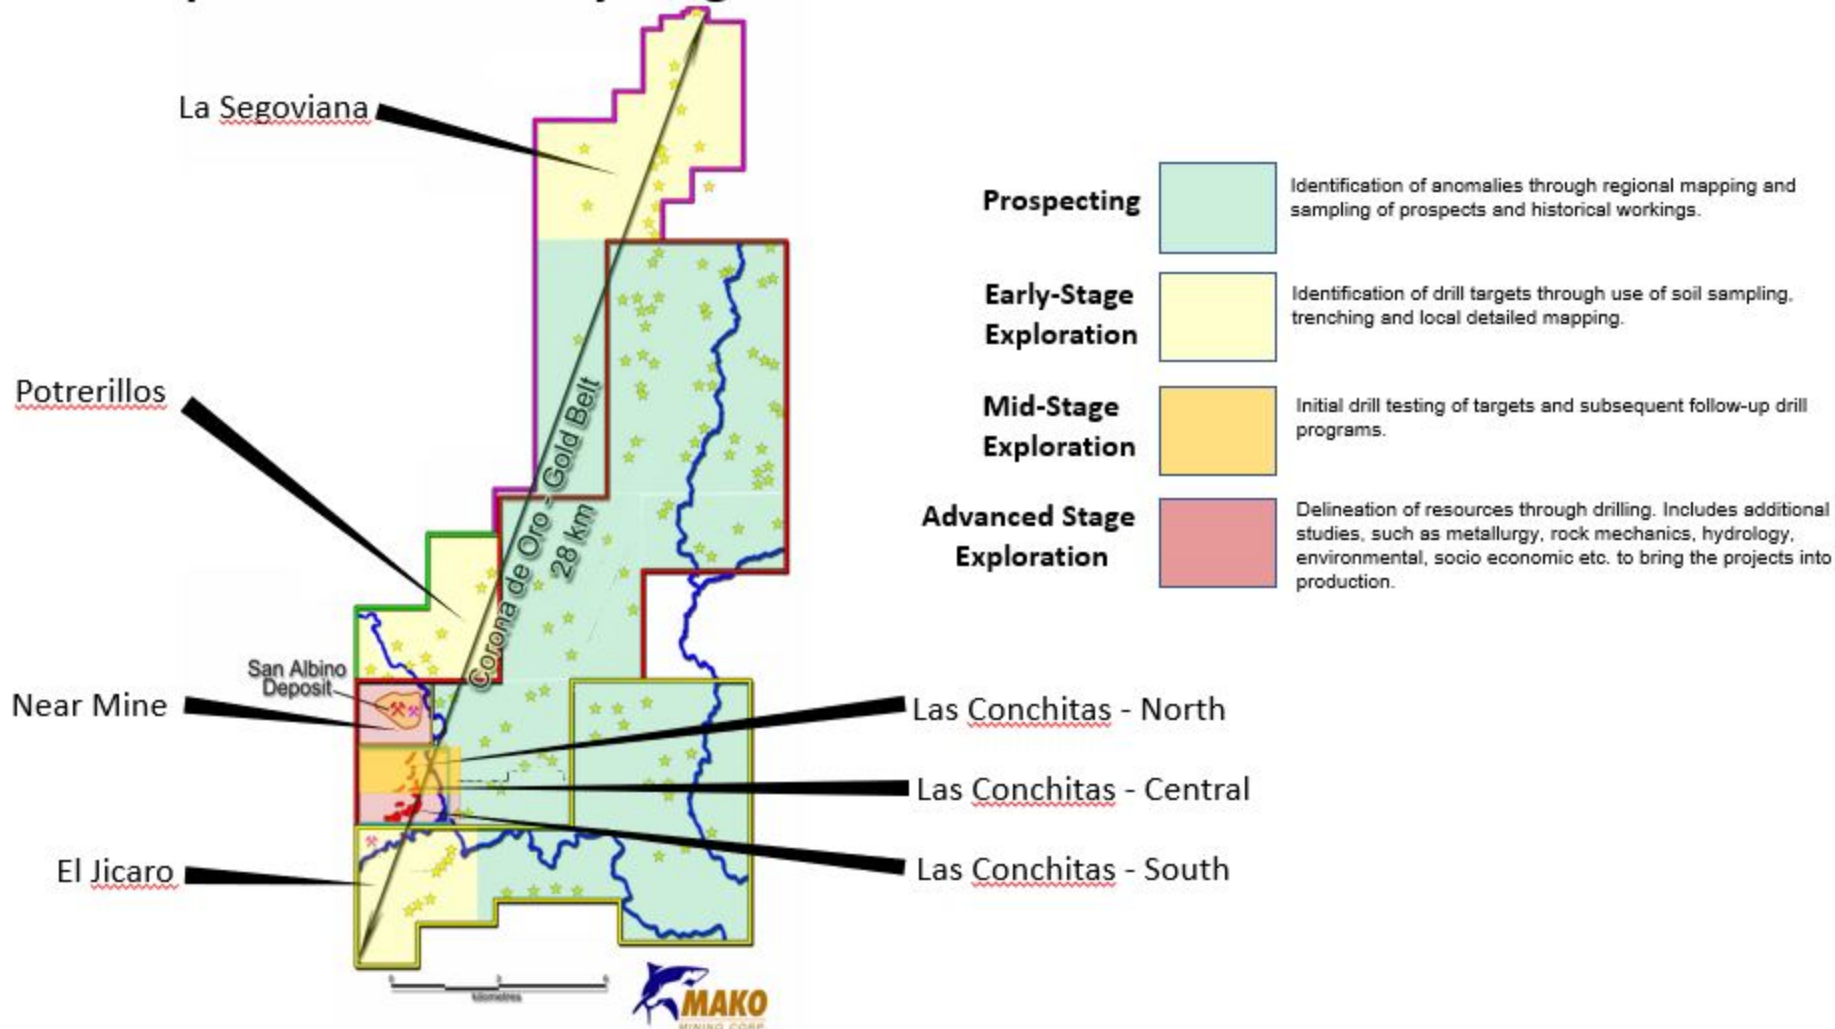 La Segoviana
Potrerillos
San Albino
Deposit
Near Mine
El Jicaro
Corona de Oro - Gold Belt
28 km
Las Conchitas - North
Las Conchitas - Central
Las Conchitas - South
kilometres
MAKO
MINING CORP
Prospecting
Identification of anomalies through regional mapping and
sampling of prospects and historical workings.
Early-Stage
Exploration
Identification of drill targets through use of soil sampling,
trenching and local detailed mapping.
Mid-Stage
Exploration
Initial drill testing of targets and subsequent follow-up drill
programs.
Advanced Stage
Exploration
Delineation of resources through drilling. Includes additional
studies, such as metallurgy, rock mechanics, hydrology,
environmental, socio economic etc. to bring the projects into
production.